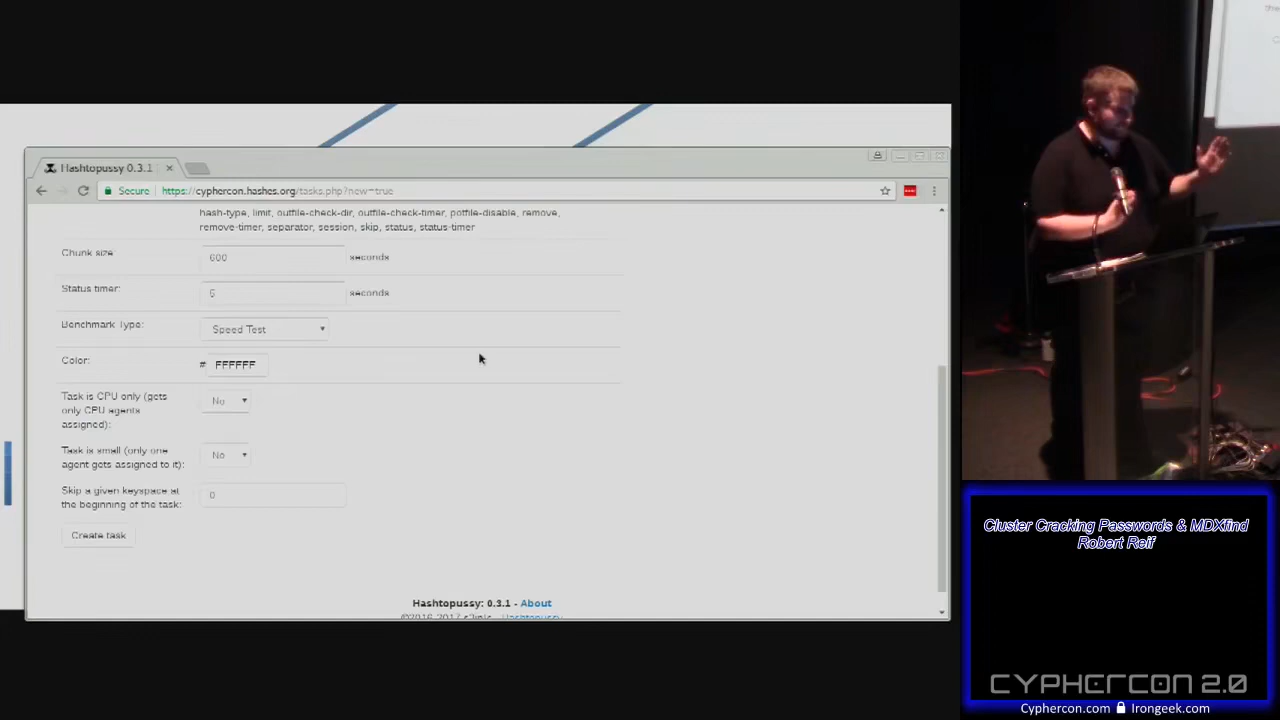 Hashtopussy 0.3.1
Secure
https://cyphercon.hashes.org/tasks.php?new=true
hash-type, limit, outfile-check-dir, outfile-check-timer, potfile-disable, remove,
remove-timer, separator, session, skip, status, status-timer
Chunk size:
600
seconds
Status timer:
5
seconds
Benchmark Type:
Speed Test
Color:
#
FFFFFF
Task is CPU only (gets
only CPU agents
assigned):
No
Task is small (only one
agent gets assigned to it):
No
Skip a given keyspace at
the beginning of the task:
0
Create task
Hashtopussy: 0.3.1 - About
Cluster Cracking Passwords & MDXfind
Robert Reif
CYPHERCON 2.0
Cyphercon.com
Irongeek.com